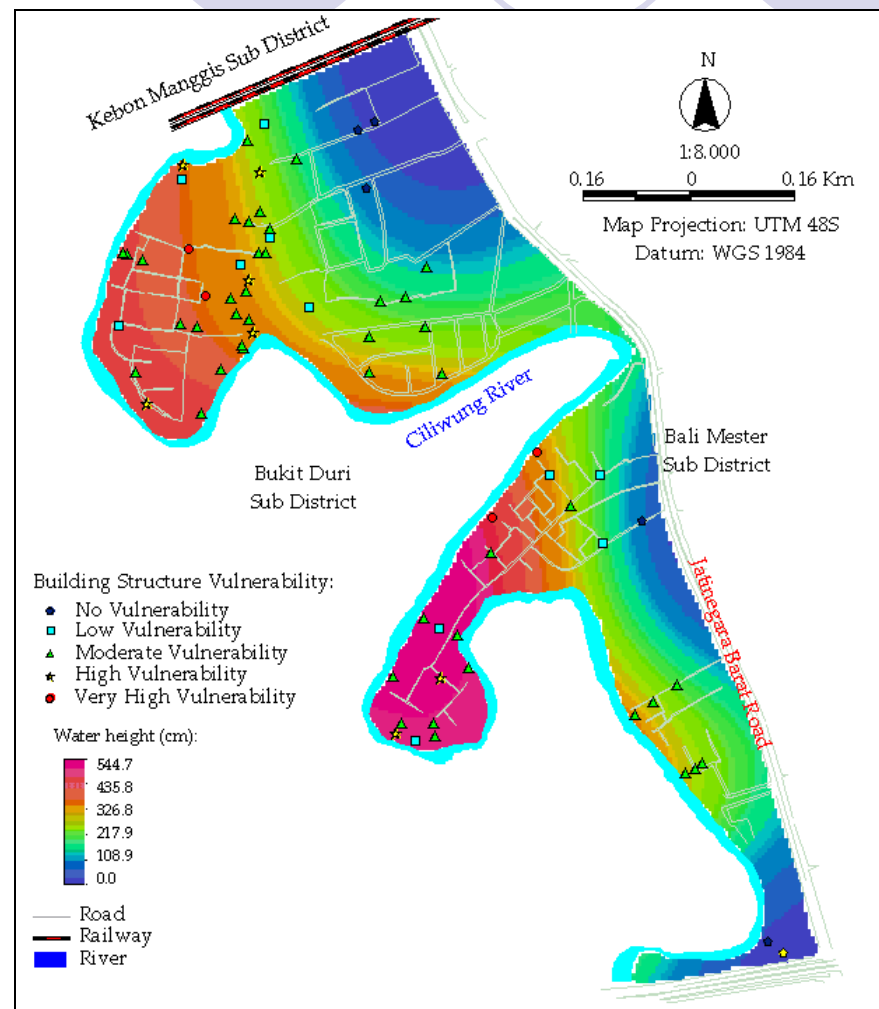 Kebon Manggis Sub District
N
1:8.000
0.16 0 0.16 Km
Map Projection: UTM 48S
Datum: WGS 1984
Ciliwung River
Bali Mester
Sub District
Bukit Duri
Sub District
Jatinegara Barat Road
Building Structure Vulnerability:
No Vulnerability
Low Vulnerability
Moderate Vulnerability
High Vulnerability
Very High Vulnerability
Water height (cm):
544.7
435.8
326.8
217.9
108.9
0.0
Road
Railway
River